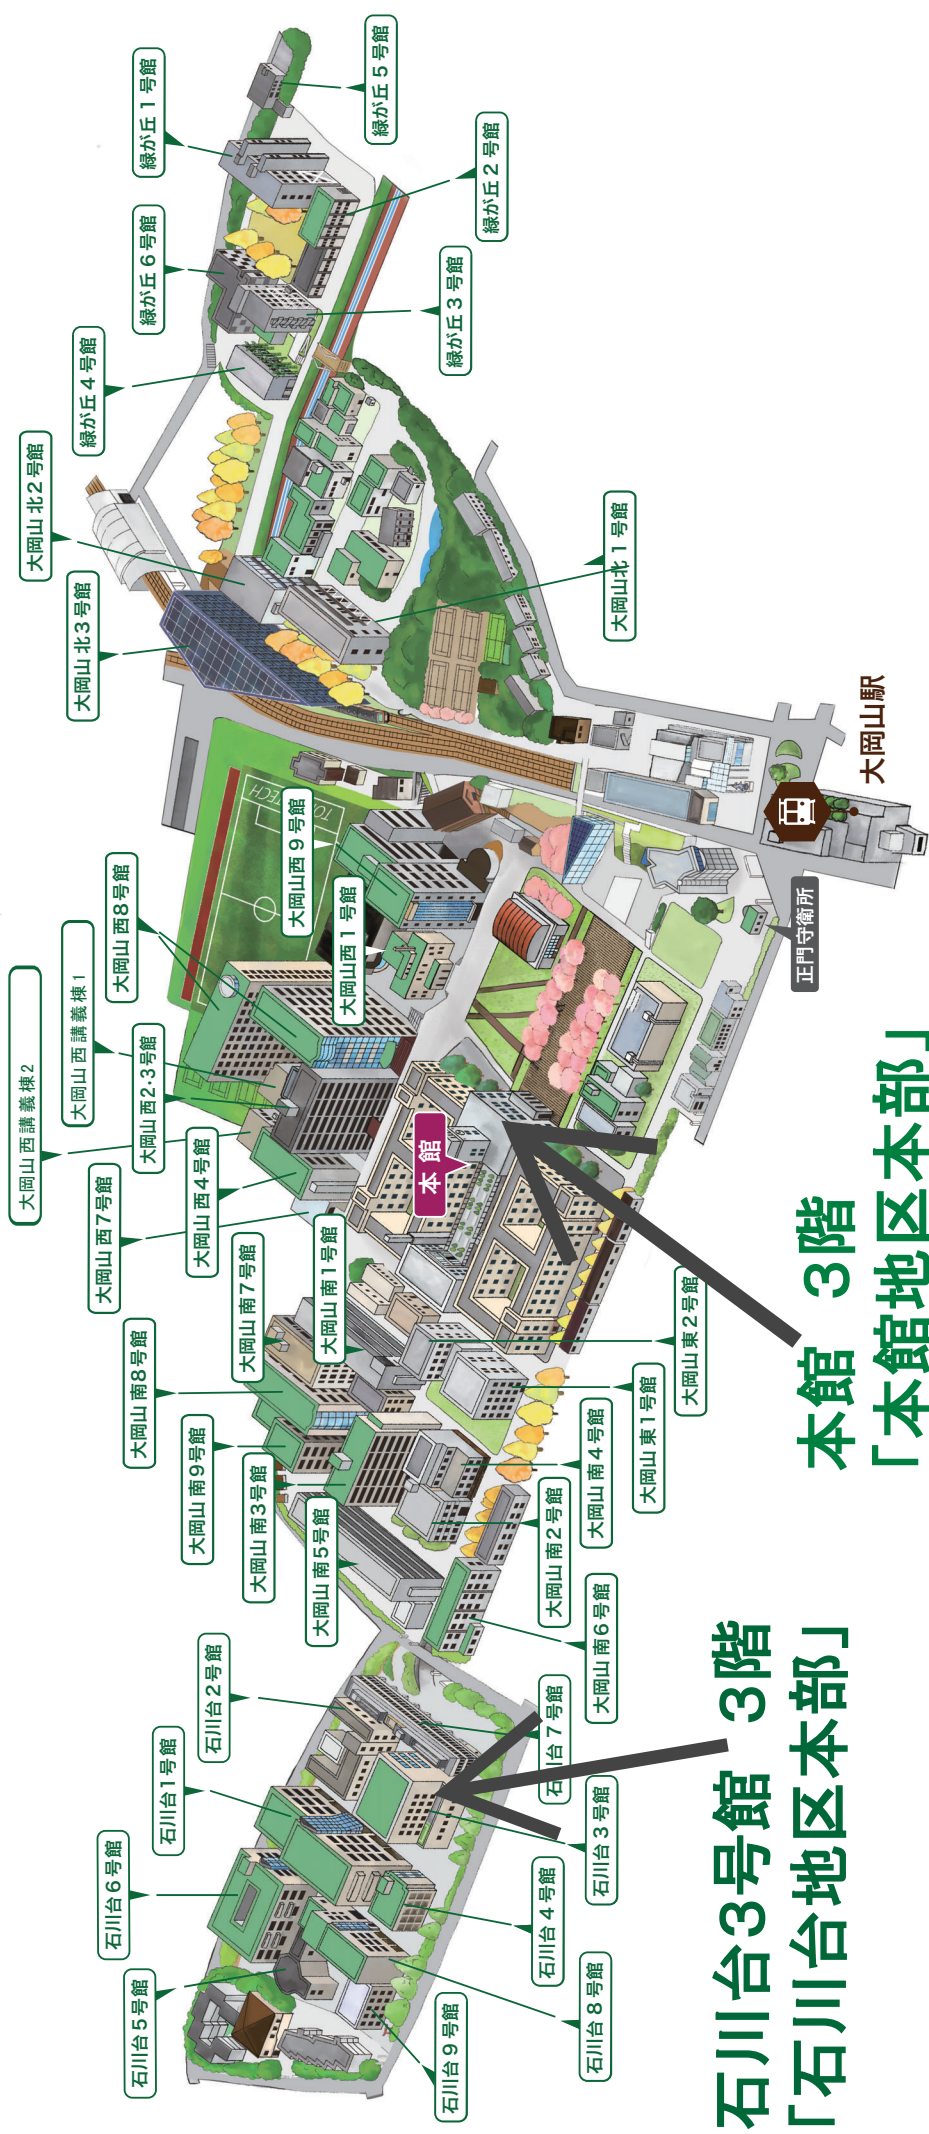 緑が丘5号館
緑が丘1号館
緑が丘2号館
緑が丘6号館
緑が丘3号館
緑が丘4号館
大岡山北2号館
大岡山北3号館
大岡山北1号館
大岡山駅
TOKYO TECH
大岡山西9号館
大岡山西1号館
正門守衛所
大岡山西8号館
大岡山西講義棟1
大岡山西講義棟2
大岡山西2・3号館
大岡山西4号館
大岡山西7号館
本館
大岡山南1号館
大岡山南7号館
大岡山南8号館
大岡山東2号館
大岡山東1号館
大岡山南9号館
大岡山南3号館
大岡山南5号館
大岡山南4号館
大岡山南2号館
大岡山南6号館
本館 3階
「本館地区本部」
石川台2号館
石川台7号館
石川台1号館
石川台3号館
石川台6号館
石川台4号館
石川台5号館
石川台8号館
石川台9号館
石川台3号館 3階
「石川台地区本部」